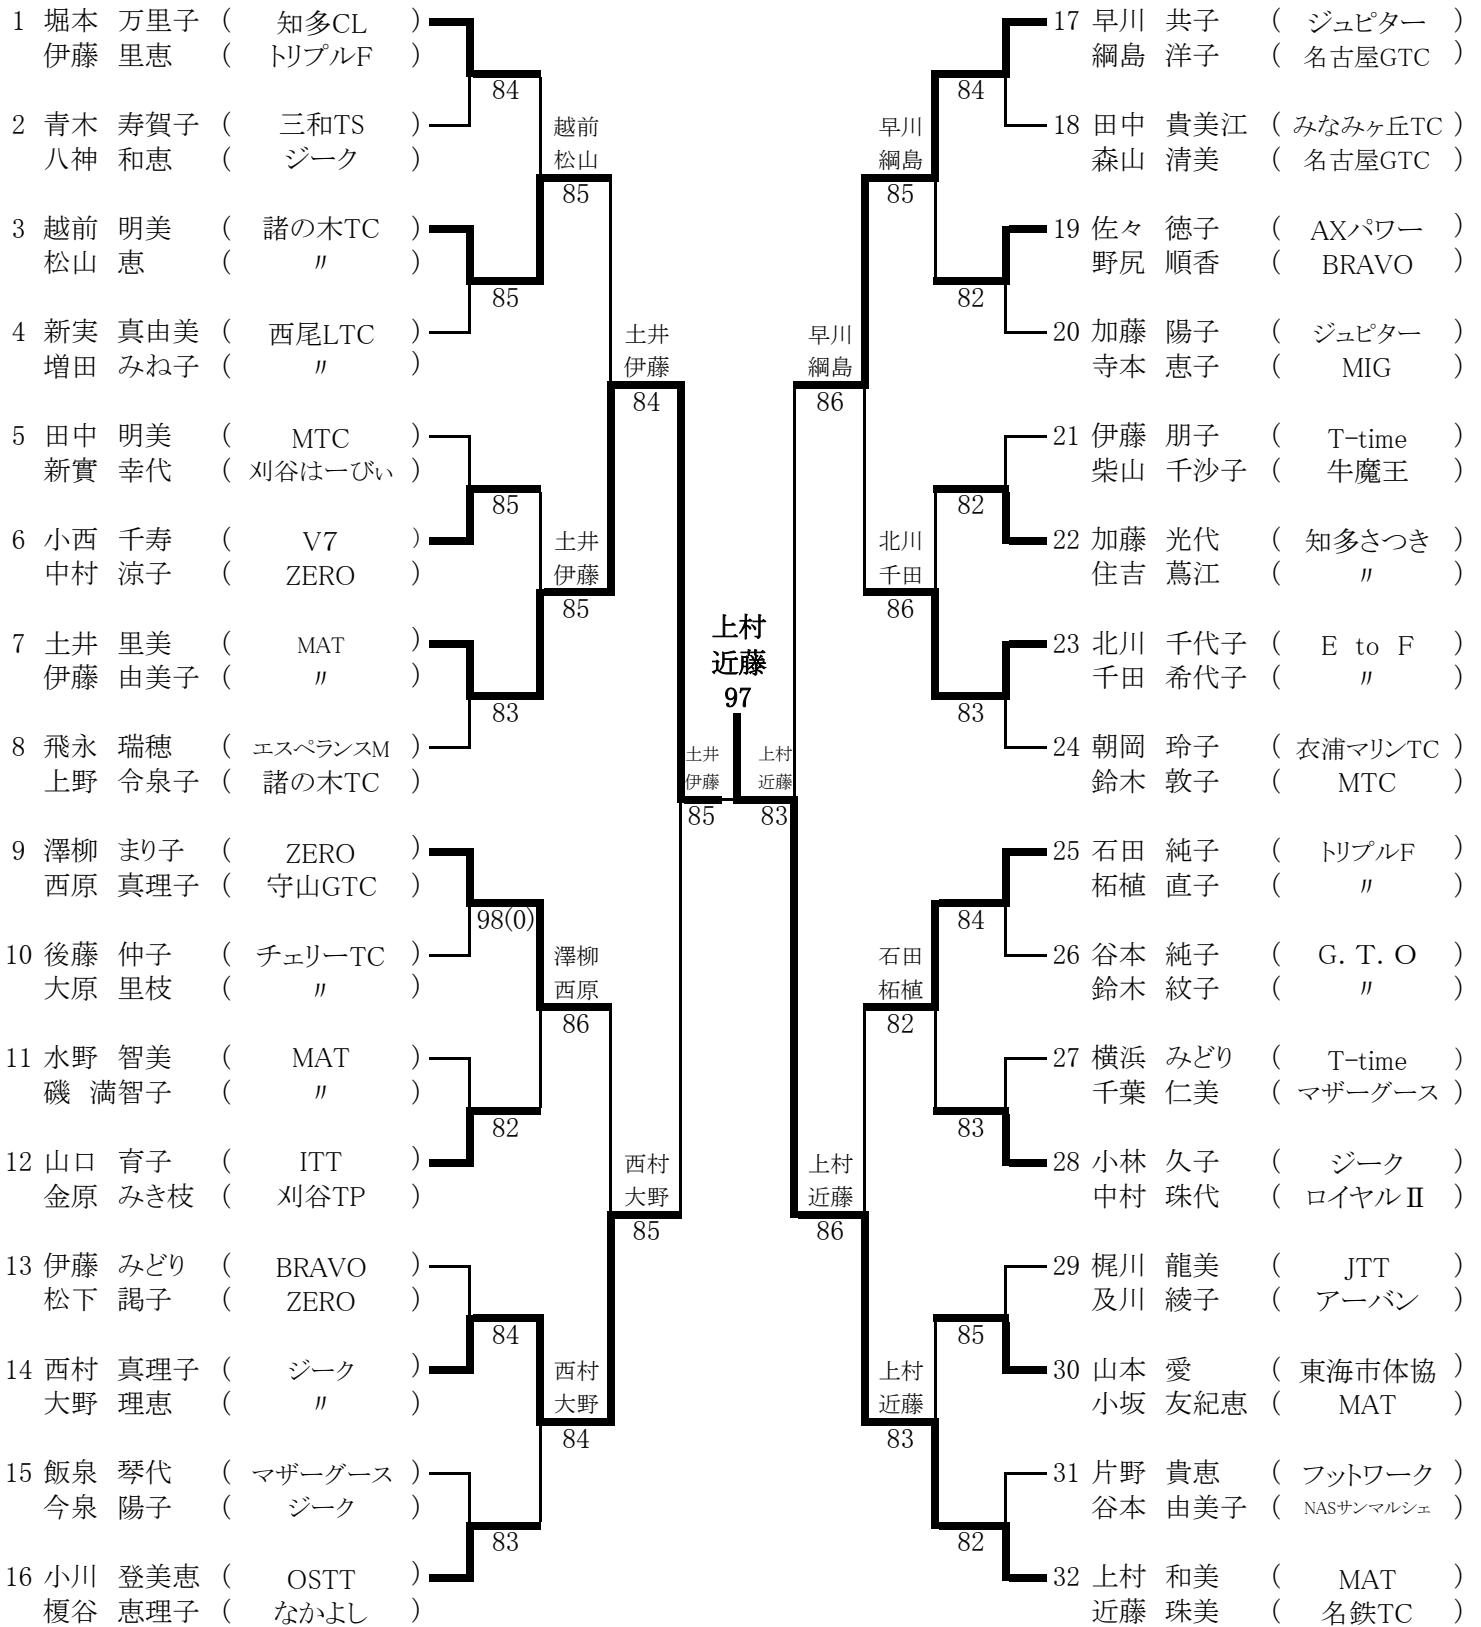 1 堀本 万里子 ( 知多CL )
伊藤 里恵 ( トリプルF )
84
2 青木 寿賀子 ( 三和TS )
八神 和恵 ( ジーク )
越前
松山
85
3 越前 明美 ( 諸の木TC )
松山 恵 ( 〃 )
85
4 新実 真由美 ( 西尾LTC )
増田 みね子 ( 〃 )
土井
伊藤
84
5 田中 明美 ( MTC )
新實 幸代 ( 刈谷はーびぃ )
85
6 小西 千寿 ( V7 )
中村 涼子 ( ZERO )
土井
伊藤
85
7 土井 里美 ( MAT )
伊藤 由美子 ( 〃 )
83
8 飛永 瑞穂 ( エスペランスM )
上野 令泉子 ( 諸の木TC )
土井
伊藤
85
9 澤柳 まり子 ( ZERO )
西原 真理子 ( 守山GTC )
98(0)
10 後藤 仲子 ( チェリーTC )
大原 里枝 ( 〃 )
澤柳
西原
86
11 水野 智美 ( MAT )
磯 満智子 ( 〃 )
82
12 山口 育子 ( ITT )
金原 みき枝 ( 刈谷TP )
西村
大野
85
13 伊藤 みどり ( BRAVO )
松下 謁子 ( ZERO )
84
14 西村 真理子 ( ジーク )
大野 理恵 ( 〃 )
西村
大野
84
15 飯泉 琴代 ( マザーグース )
今泉 陽子 ( ジーク )
83
16 小川 登美恵 ( OSTT )
榎谷 恵理子 ( なかよし )
上村
近藤
97
17 早川 共子 ( ジュピター )
綱島 洋子 ( 名古屋GTC )
84
18 田中 貴美江 ( みなみヶ丘TC )
森山 清美 ( 名古屋GTC )
早川
綱島
85
19 佐々 徳子 ( AXパワー )
野尻 順香 ( BRAVO )
82
20 加藤 陽子 ( ジュピター )
寺本 恵子 ( MIG )
早川
綱島
86
21 伊藤 朋子 ( T-time )
柴山 千沙子 ( 牛魔王 )
82
22 加藤 光代 ( 知多さつき )
住吉 蔦江 ( 〃 )
北川
千田
86
23 北川 千代子 ( E to F )
千田 希代子 ( 〃 )
83
24 朝岡 玲子 ( 衣浦マリンTC )
鈴木 敦子 ( MTC )
上村
近藤
83
25 石田 純子 ( トリプルF )
柘植 直子 ( 〃 )
84
26 谷本 純子 ( G. T. O )
鈴木 紋子 ( 〃 )
石田
柘植
82
27 横浜 みどり ( T-time )
千葉 仁美 ( マザーグース )
83
28 小林 久子 ( ジーク )
中村 珠代 ( ロイヤルⅡ )
上村
近藤
86
29 梶川 龍美 ( JTT )
及川 綾子 ( アーバン )
85
30 山本 愛 ( 東海市体協 )
小坂 友紀恵 ( MAT )
上村
近藤
83
31 片野 貴恵 ( フットワーク )
谷本 由美子 ( NASサンマルシェ )
82
32 上村 和美 ( MAT )
近藤 珠美 ( 名鉄TC )